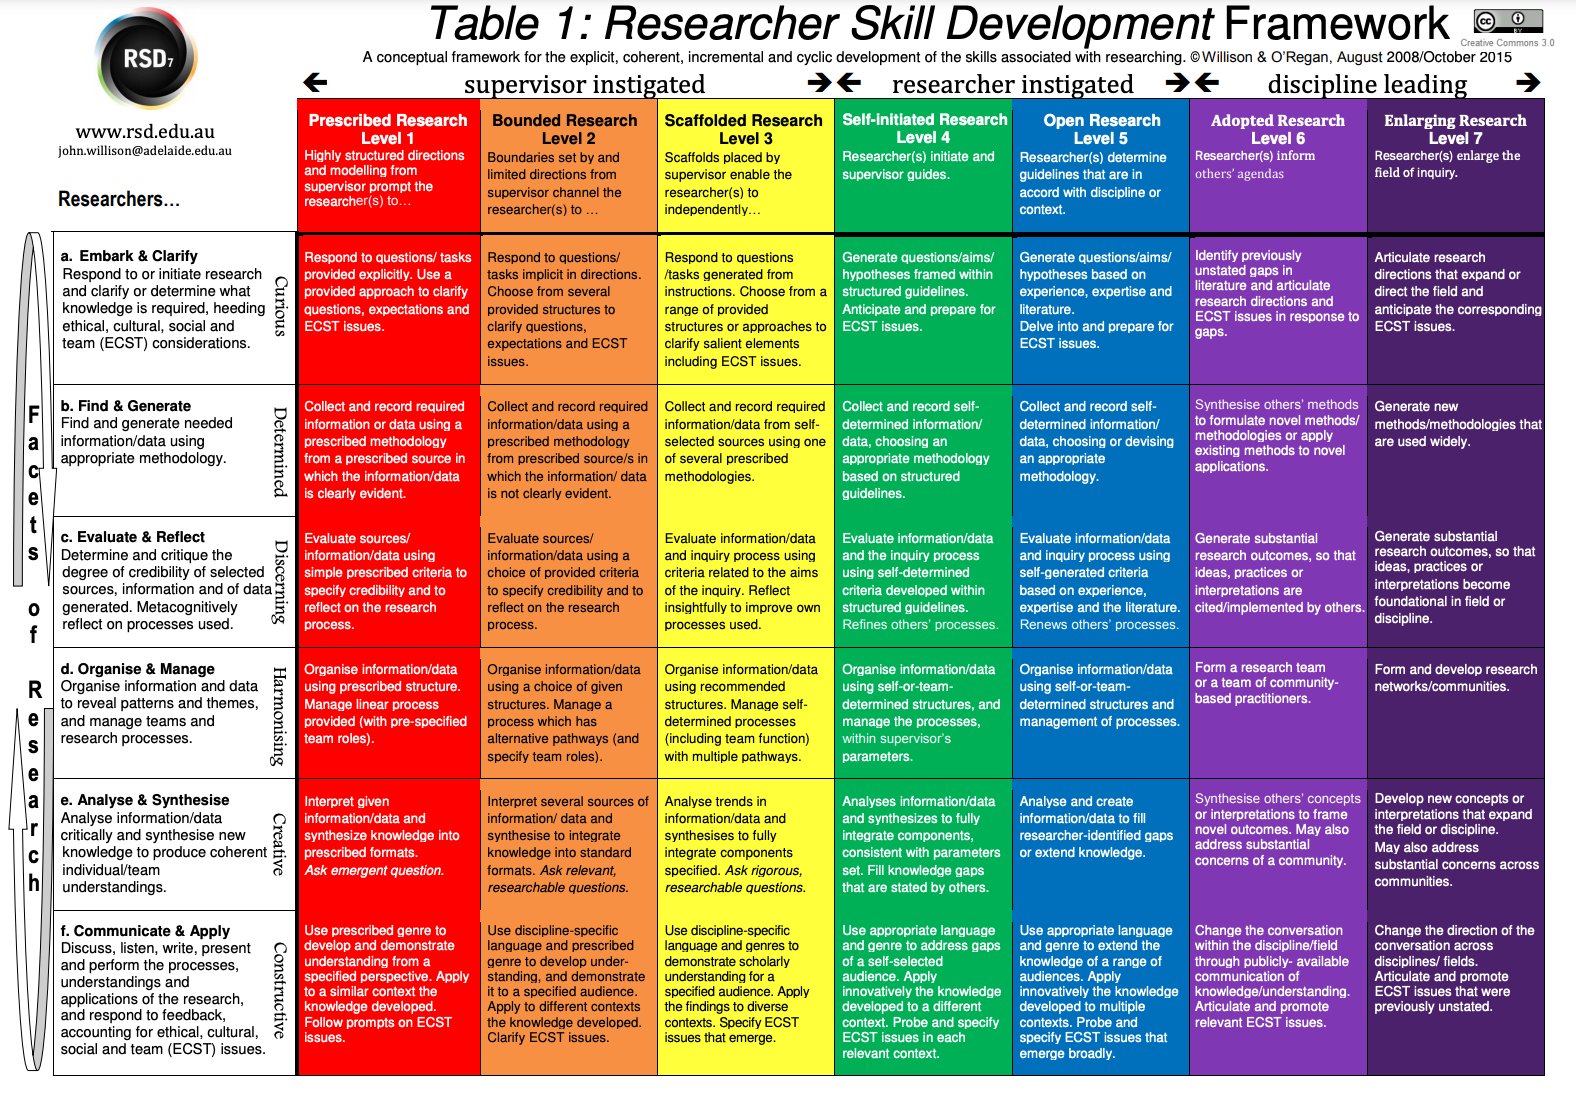 Table 1: Researcher Skill Development Framework
cc BY
Creative Commons 3.0
RSD7
A conceptual framework for the explicit, coherent, incremental and cyclic development of the skills associated with researching. ©Willison & O'Regan, August 2008/October 2015
supervisor instigated
researcher instigated
discipline leading
www.rsd.edu.au
john.willison@adelaide.edu.au
Researchers…
Prescribed Research
Level 1
Highly structured directions
and modelling from
supervisor prompt the
researcher(s) to…
Bounded Research
Level 2
Boundaries set by and
limited directions from
supervisor channel the
researcher(s) to …
Scaffolded Research
Level 3
Scaffolds placed by
supervisor enable the
researcher(s) to
independently…
Self-initiated Research
Level 4
Researcher(s) initiate and
supervisor guides.
Open Research
Level 5
Researcher(s) determine
guidelines that are in
accord with discipline or
context.
Adopted Research
Level 6
Researcher(s) inform
others' agendas
Enlarging Research
Level 7
Researcher(s) enlarge the
field of inquiry.
Facets of Research
a. Embark & Clarify
Respond to or initiate research
and clarify or determine what
knowledge is required, heeding
ethical, cultural, social and
team (ECST) considerations.
Curious
Respond to questions/ tasks
provided explicitly. Use a
provided approach to clarify
questions, expectations and
ECST issues.
Respond to questions/
tasks implicit in directions.
Choose from several
provided structures to
clarify questions,
expectations and ECST
issues.
Respond to questions
/tasks generated from
instructions. Choose from a
range of provided
structures or approaches to
clarify salient elements
including ECST issues.
Generate questions/aims/
hypotheses framed within
structured guidelines.
Anticipate and prepare for
ECST issues.
Generate questions/aims/
hypotheses based on
experience, expertise and
literature.
Delve into and prepare for
ECST issues.
Identify previously
unstated gaps in
literature and articulate
research directions and
ECST issues in response to
gaps.
Articulate research
directions that expand or
direct the field and
anticipate the corresponding
ECST issues.
b. Find & Generate
Find and generate needed
information/data using
appropriate methodology.
Determined
Collect and record required
information or data using a
prescribed methodology
from a prescribed source in
which the information/data
is clearly evident.
Collect and record required
information/data using a
prescribed methodology
from prescribed source/s in
which the information/ data
is not clearly evident.
Collect and record required
information/data from self-
selected sources using one
of several prescribed
methodologies.
Collect and record self-
determined information/
data, choosing an
appropriate methodology
based on structured
guidelines.
Collect and record self-
determined information/
data, choosing or devising
an appropriate
methodology.
Synthesise others' methods
to formulate novel methods/
methodologies or apply
existing methods to novel
applications.
Generate new
methods/methodologies that
are used widely.
c. Evaluate & Reflect
Determine and critique the
degree of credibility of selected
sources, information and of data
generated. Metacognitively
reflect on processes used.
Discerning
Evaluate sources/
information/data using
simple prescribed criteria to
specify credibility and to
reflect on the research
process.
Evaluate sources/
information/data using a
choice of provided criteria
to specify credibility and to
reflect on the research
process.
Evaluate information/data
and inquiry process using
criteria related to the aims
of the inquiry. Reflect
insightfully to improve own
processes used.
Evaluate information/data
and the inquiry process
using self-determined
criteria developed within
structured guidelines.
Refines others' processes.
Evaluate information/data
and inquiry process using
self-generated criteria
based on experience,
expertise and the literature.
Renews others' processes.
Generate substantial
research outcomes, so that
ideas, practices or
interpretations are
cited/implemented by others.
Generate substantial
research outcomes, so that
ideas, practices or
interpretations become
foundational in field or
discipline.
d. Organise & Manage
Organise information and data
to reveal patterns and themes,
and manage teams and
research processes.
Harmonising
Organise information/data
using prescribed structure.
Manage linear process
provided (with pre-specified
team roles).
Organise information/data
using a choice of given
structures. Manage a
process which has
alternative pathways (and
specify team roles).
Organise information/data
using recommended
structures. Manage self-
determined processes
(including team function)
with multiple pathways.
Organise information/data
using self-or-team-
determined structures, and
manage the processes,
within supervisor's
parameters.
Organise information/data
using self-or-team-
determined structures and
management of processes.
Form a research team
or a team of community-
based practitioners.
Form and develop research
networks/communities.
e. Analyse & Synthesise
Analyse information/data
critically and synthesise new
knowledge to produce coherent
individual/team
understandings.
Creative
Interpret given
information/data and
synthesize knowledge into
prescribed formats.
Ask emergent question.
Interpret several sources of
information/ data and
synthesise to integrate
knowledge into standard
formats. Ask relevant,
researchable questions.
Analyse trends in
information/data and
synthesises to fully
integrate components
specified. Ask rigorous,
researchable questions.
Analyses information/data
and synthesizes to fully
integrate components,
consistent with parameters
set. Fill knowledge gaps
that are stated by others.
Analyse and create
information/data to fill
researcher-identified gaps
or extend knowledge.
Synthesise others' concepts
or interpretations to frame
novel outcomes. May also
address substantial
concerns of a community.
Develop new concepts or
interpretations that expand
the field or discipline.
May also address
substantial concerns across
communities.
f. Communicate & Apply
Discuss, listen, write, present
and perform the processes,
understandings and
applications of the research,
and respond to feedback,
accounting for ethical, cultural,
social and team (ECST) issues.
Constructive
Use prescribed genre to
develop and demonstrate
understanding from a
specified perspective. Apply
to a similar context the
knowledge developed.
Follow prompts on ECST
issues.
Use discipline-specific
language and prescribed
genre to develop under-
standing, and demonstrate
it to a specified audience.
Apply to different contexts
the knowledge developed.
Clarify ECST issues.
Use discipline-specific
language and genres to
demonstrate scholarly
understanding for a
specified audience. Apply
the findings to diverse
contexts. Specify ECST
issues that emerge.
Use appropriate language
and genre to address gaps
of a self-selected
audience. Apply
innovatively the knowledge
developed to a different
context. Probe and specify
ECST issues in each
relevant context.
Use appropriate language
and genre to extend the
knowledge of a range of
audiences. Apply
innovatively the knowledge
developed to multiple
contexts. Probe and
specify ECST issues that
emerge broadly.
Change the conversation
within the discipline/field
through publicly- available
communication of
knowledge/understanding.
Articulate and promote
relevant ECST issues.
Change the direction of the
conversation across
disciplines/ fields.
Articulate and promote
ECST issues that were
previously unstated.